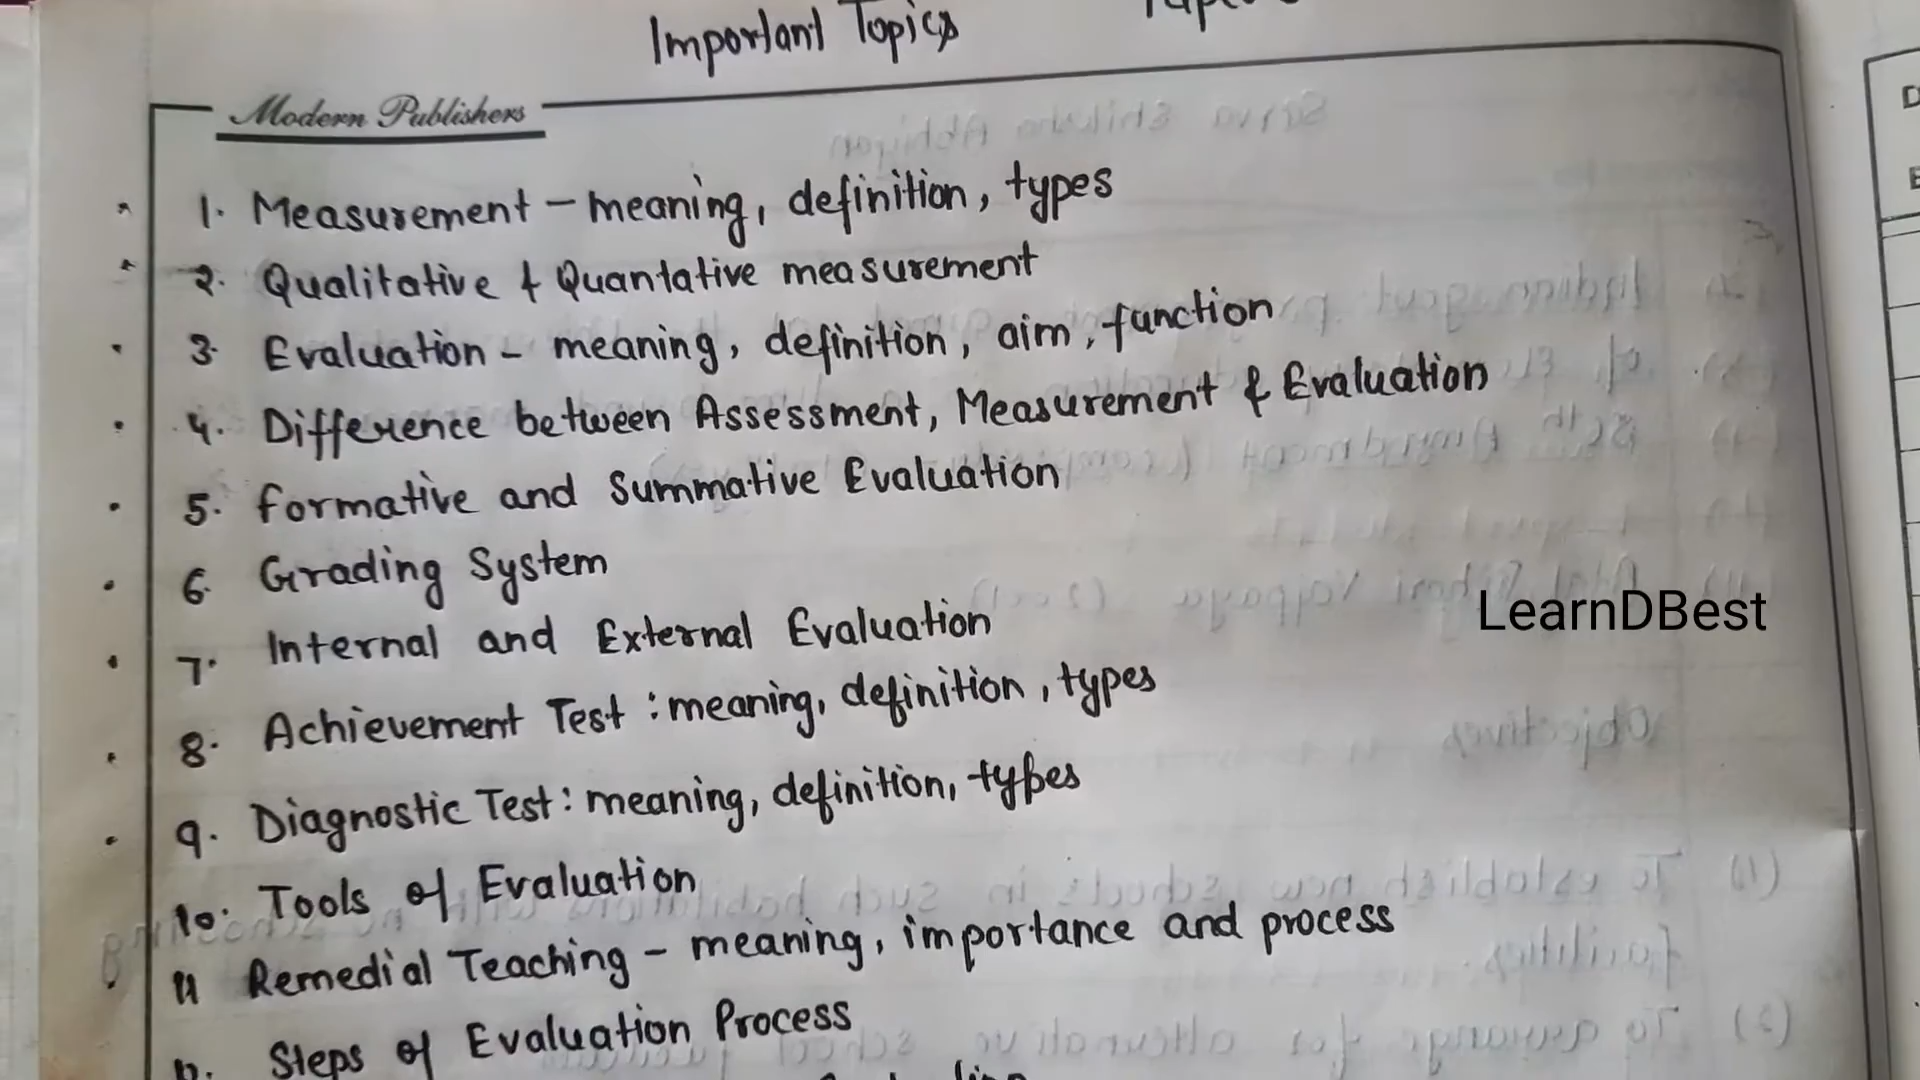 Important Topics
Modern Publishers
1. Measurement - meaning, definition, types
2. Qualitative & Quantative measurement
3. Evaluation - meaning, definition, aim, function
4. Difference between Assessment, Measurement & Evaluation
5. Formative and Summative Evaluation
6. Grading System
LearnDBest
7. Internal and External Evaluation
8. Achievement Test : meaning, definition, types
9. Diagnostic Test : meaning, definition, types
10. Tools of Evaluation
11 Remedial Teaching - meaning, importance and process
Steps of Evaluation Process